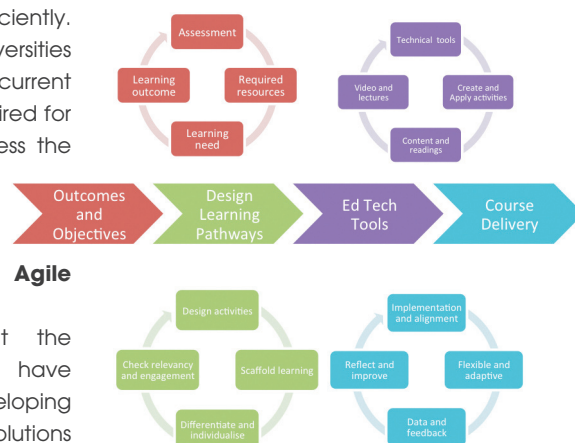 ciently.
versities
current
ired for
ess the
Assessment
Learning
outcome
Required
resources
Learning
need
Technical tools
Video and
lectures
Create and
Apply activities
Content and
readings
Outcomes
and
Objectives
Design
Learning
Pathways
Ed Tech
Tools
Course
Delivery
Agile
t the
have
eloping
olutions
Design activities
Check relevancy
and engagement
Scaffold learning
Differentiate and
individualise
Implementation
and alignment
Reflect and
improve
Flexible and
adaptive
Data and
feedback